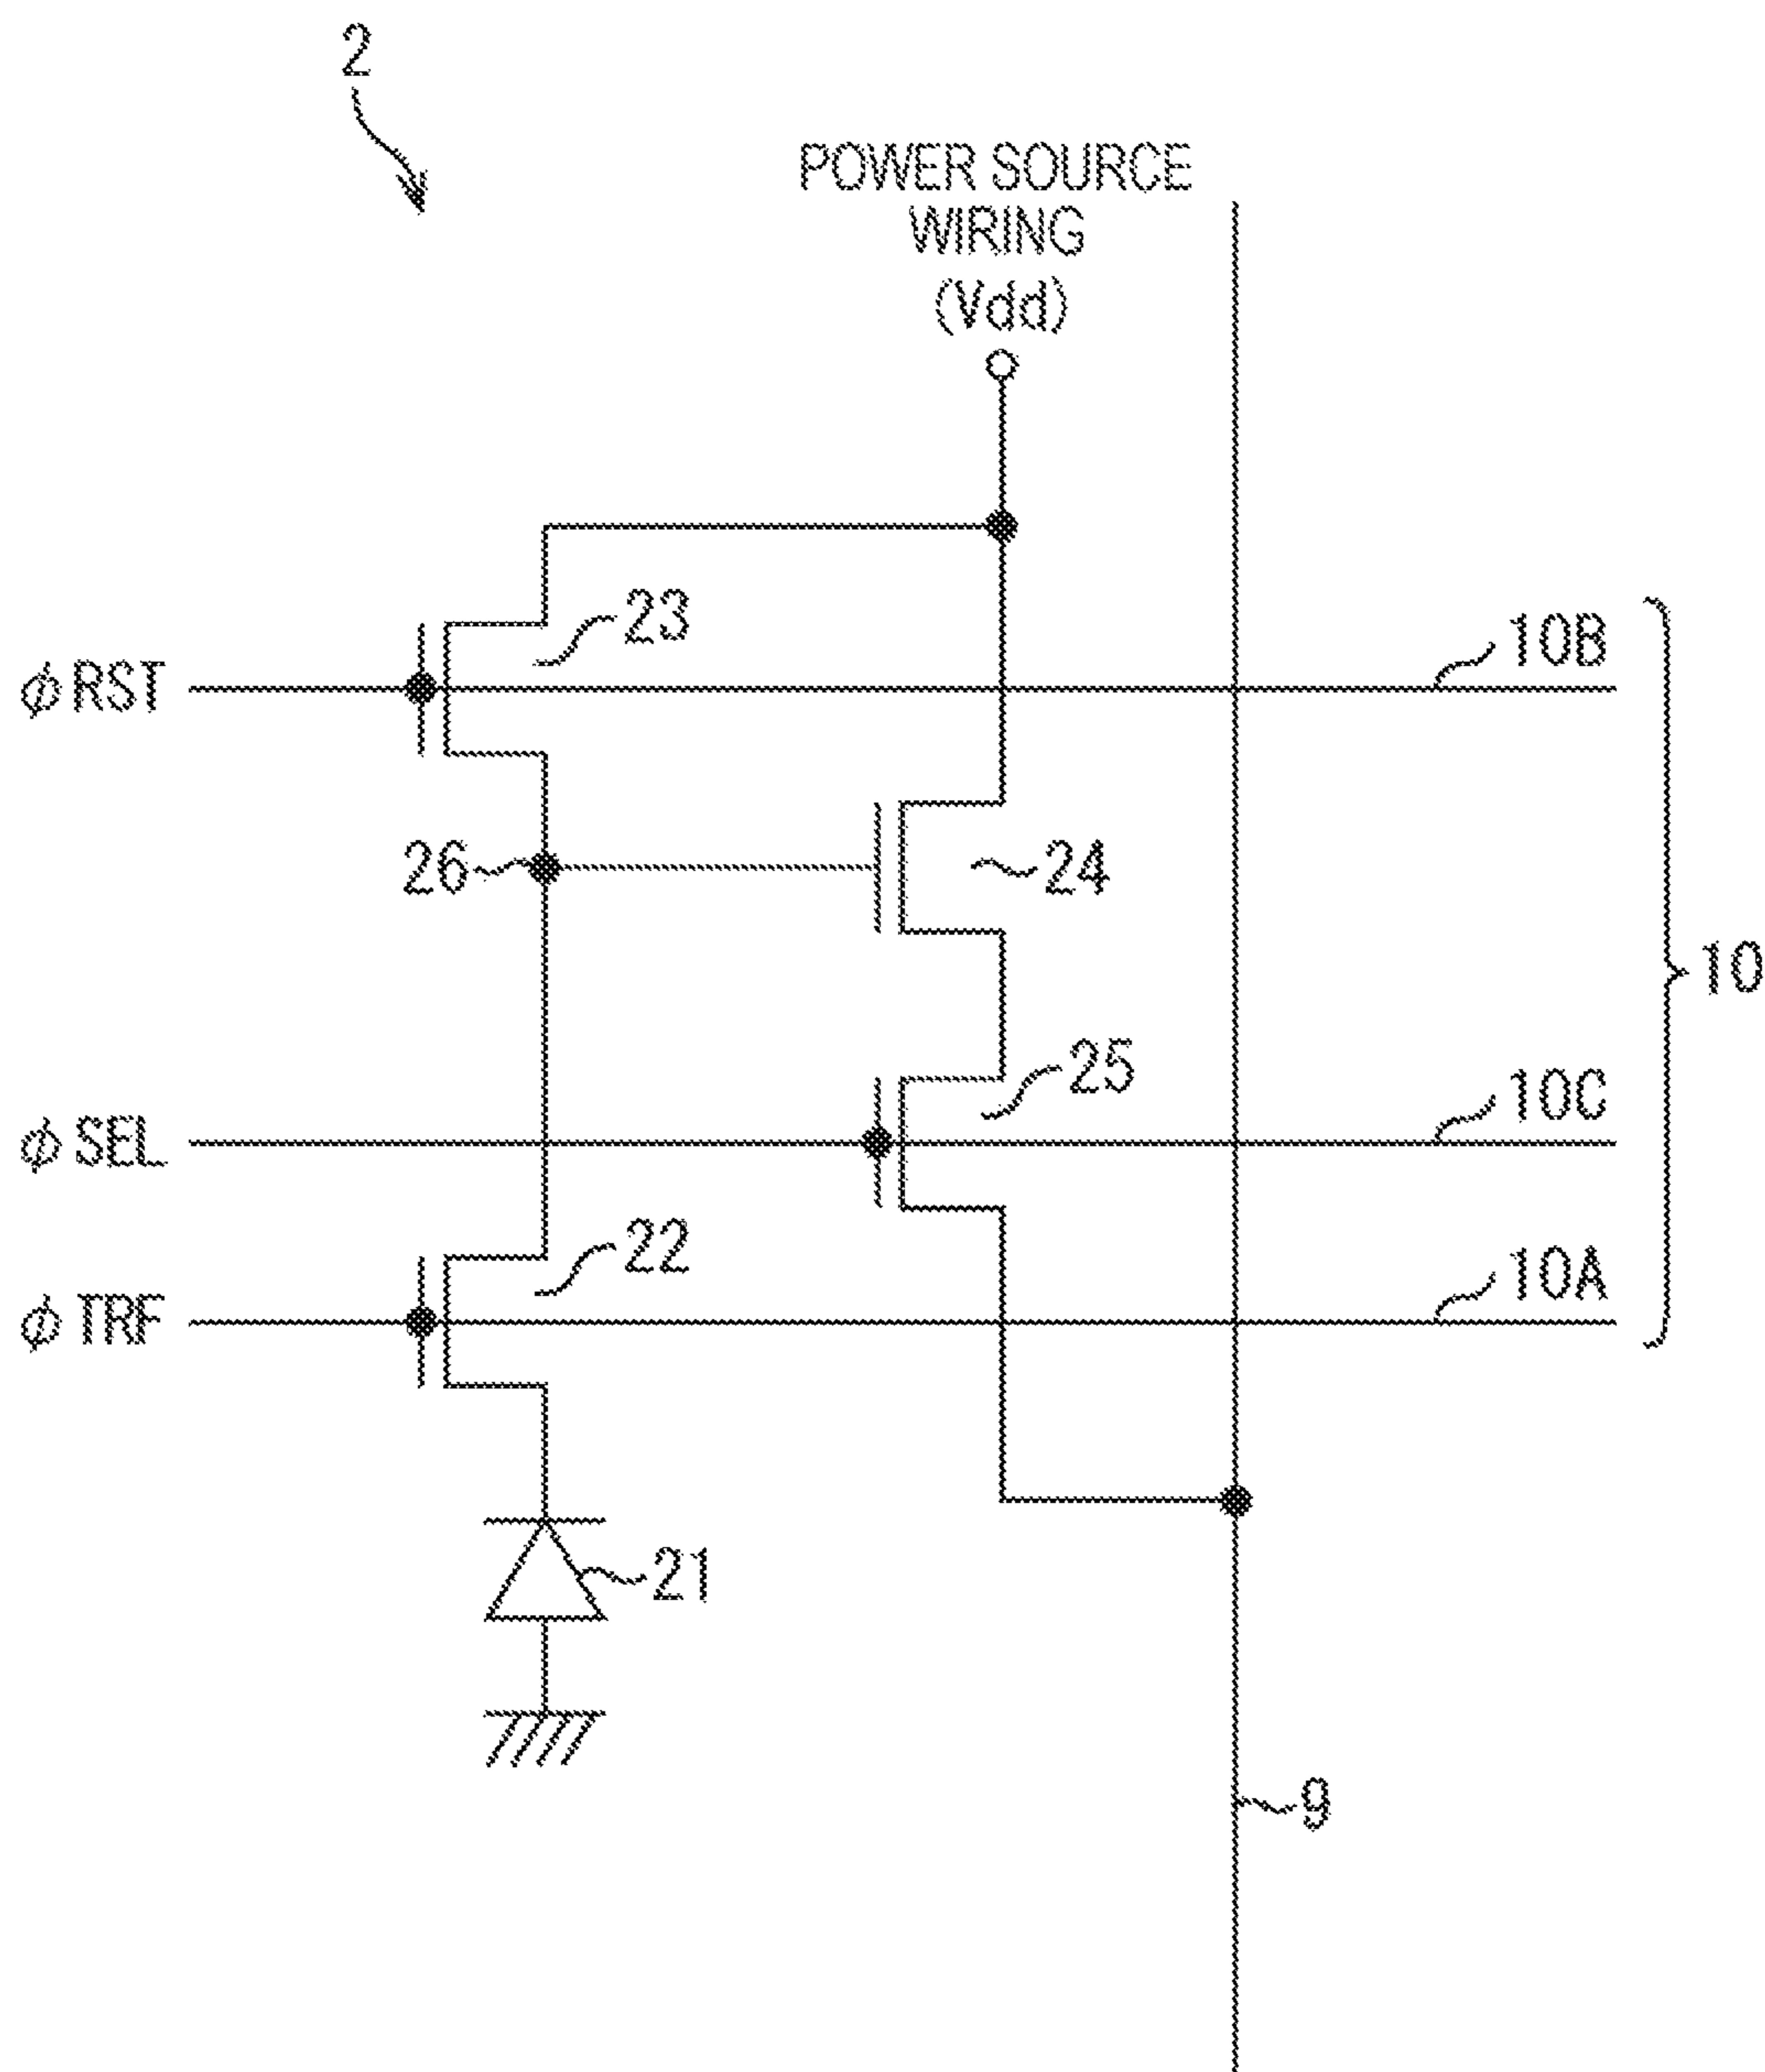 2
POWER SOURCE
WIRING
(Vdd)
23
10B
φRST
26
24
10
25
10C
φSEL
22
10A
φTRF
21
9